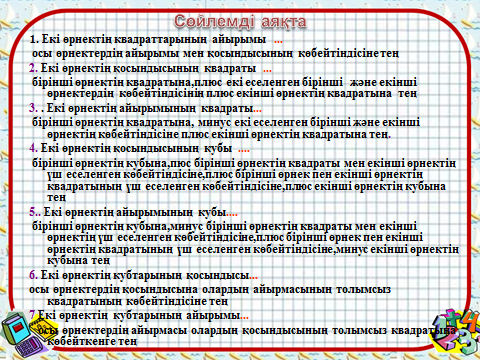 Сөйлемді аяқта
1. Екі өрнектің квадраттарының айырымы ...
осы өрнектердің айырымы мен қосындысының көбейтіндісіне тең
2. Екі өрнектің қосындысының квадраты ...
бірінші өрнектің квадратына,плюс екі еселенген бірінші және екінші
өрнектердің көбейтіндісінің плюс екінші өрнектің квадратына тең
3. . Екі өрнектің айырымының квадраты...
бірінші өрнектің квадратына, минус екі еселенген бірінші және екінші
өрнектің көбейтіндісіне плюс екінші өрнектің квадратына тең.
4. Екі өрнектің қосындысының кубы ....
бірінші өрнектің кубына,пюс бірінші өрнектің квадраты мен екінші өрнектің
үш еселенген көбейтіндісіне,плюс бірінші өрнек пен екінші өрнектің
квадратының үш еселенген көбейтіндісіне,плюс екінші өрнектің кубына
тең
5.. Екі өрнектің айырымының кубы....
бірінші өрнектің кубына,минус бірінші өрнектің квадраты мен екінші
өрнектің үш еселенген көбейтіндісіне,плюс бірінші өрнек пен екінші
өрнектің квадратының үш еселенген көбейтіндісіне,минус екінші өрнектің
кубына тең
6. Екі өрнектің кубтарының қосындысы...
осы өрнектердің қосындысына олардың айырмасының толымсыз
квадратының көбейтіндісіне тең
7 Екі өрнектің кубтарының айырымы...
осы өрнектердің айырмасы олардың қосындысының толымсыз квадратына
көбейткенге тең